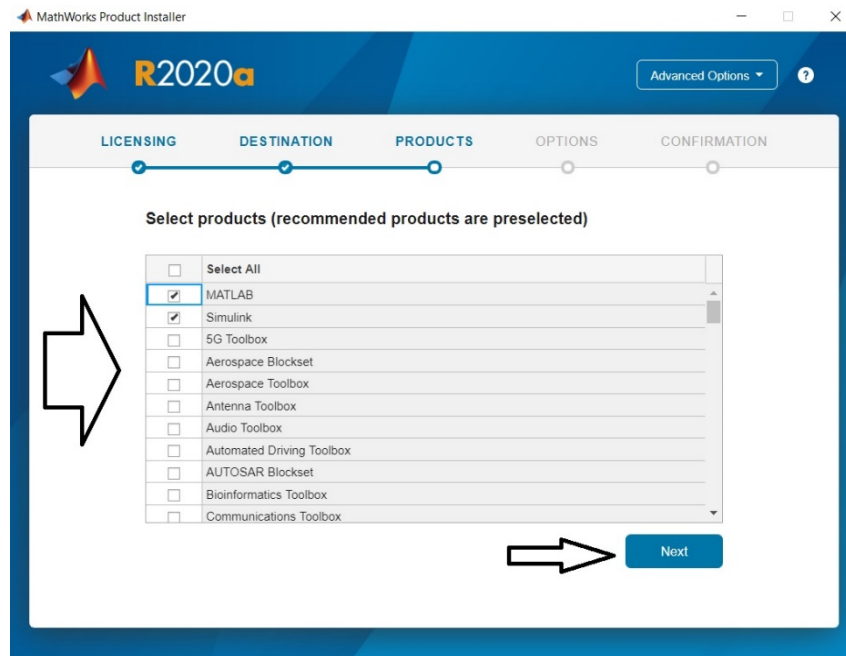 MathWorks Product Installer
R2020a
Advanced Options
?
LICENSING DESTINATION PRODUCTS OPTIONS CONFIRMATION
Select products (recommended products are preselected)
Select All
MATLAB
Simulink
5G Toolbox
Aerospace Blockset
Aerospace Toolbox
Antenna Toolbox
Audio Toolbox
Automated Driving Toolbox
AUTOSAR Blockset
Bioinformatics Toolbox
Communications Toolbox
Next